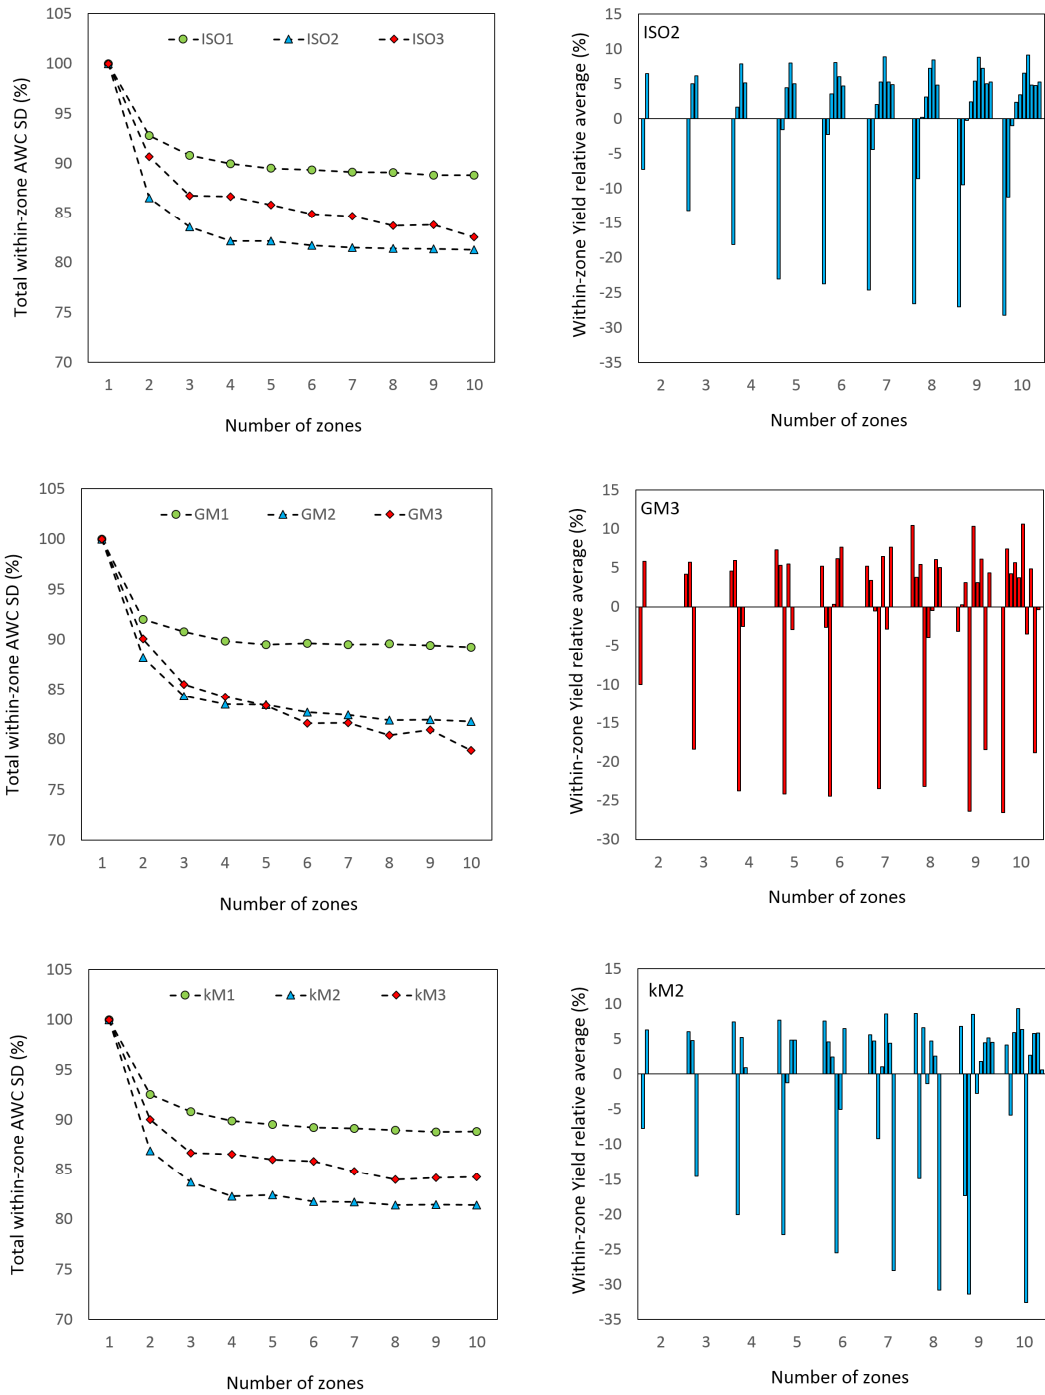 105
100
95
90
85
80
75
70
Total within-zone AWC SD (%)
ISO1 ISO2 ISO3
1 2 3 4 5 6 7 8 9 10
Number of zones
15
10
5
0
-5
-10
-15
-20
-25
-30
-35
Within-zone Yield relative average (%)
ISO2
2 3 4 5 6 7 8 9 10
Number of zones
105
100
95
90
85
80
75
70
Total within-zone AWC SD (%)
GM1 GM2 GM3
1 2 3 4 5 6 7 8 9 10
Number of zones
15
10
5
0
-5
-10
-15
-20
-25
-30
Within-zone Yield relative average (%)
GM3
2 3 4 5 6 7 8 9 10
Number of zones
105
100
95
90
85
80
75
70
Total within-zone AWC SD (%)
kM1 kM2 kM3
1 2 3 4 5 6 7 8 9 10
Number of zones
15
10
5
0
-5
-10
-15
-20
-25
-30
-35
Within-zone Yield relative average (%)
kM2
2 3 4 5 6 7 8 9 10
Number of zones